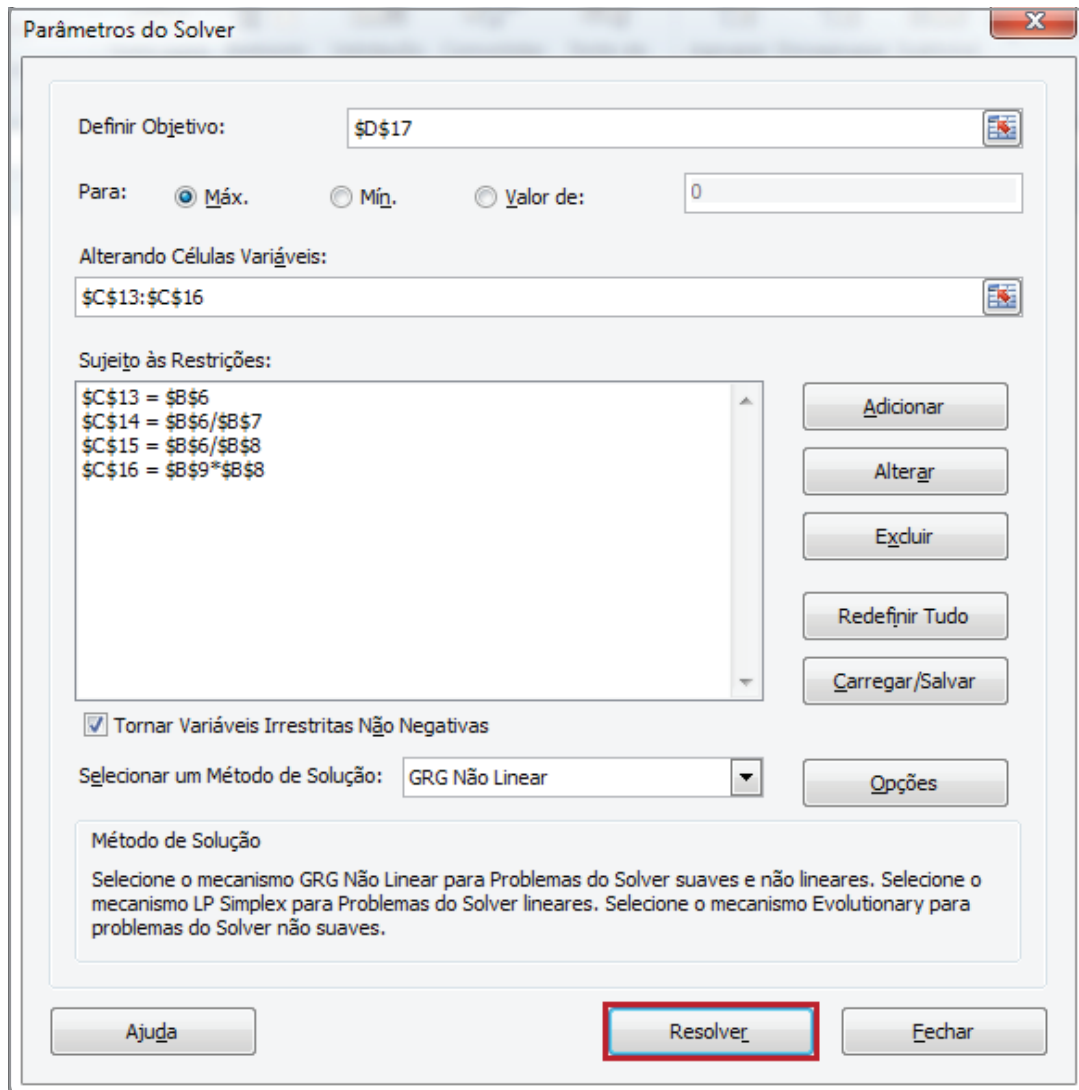 Parâmetros do Solver
X
Definir Objetivo: $D$17
Para: Máx. Mín. Valor de: 0
Alterando Células Variáveis:
$C$13:$C$16
Sujeito às Restrições:
$C$13 = $B$6
$C$14 = $B$6/$B$7
$C$15 = $B$6/$B$8
$C$16 = $B$9*$B$8
Adicionar
Alterar
Excluir
Redefinir Tudo
Carregar/Salvar
Tornar Variáveis Irrestritas Não Negativas
Selecionar um Método de Solução: GRG Não Linear Opções
Método de Solução
Selecione o mecanismo GRG Não Linear para Problemas do Solver suaves e não lineares. Selecione o
mecanismo LP Simplex para Problemas do Solver lineares. Selecione o mecanismo Evolutionary para
problemas do Solver não suaves.
Ajuda Resolver Fechar